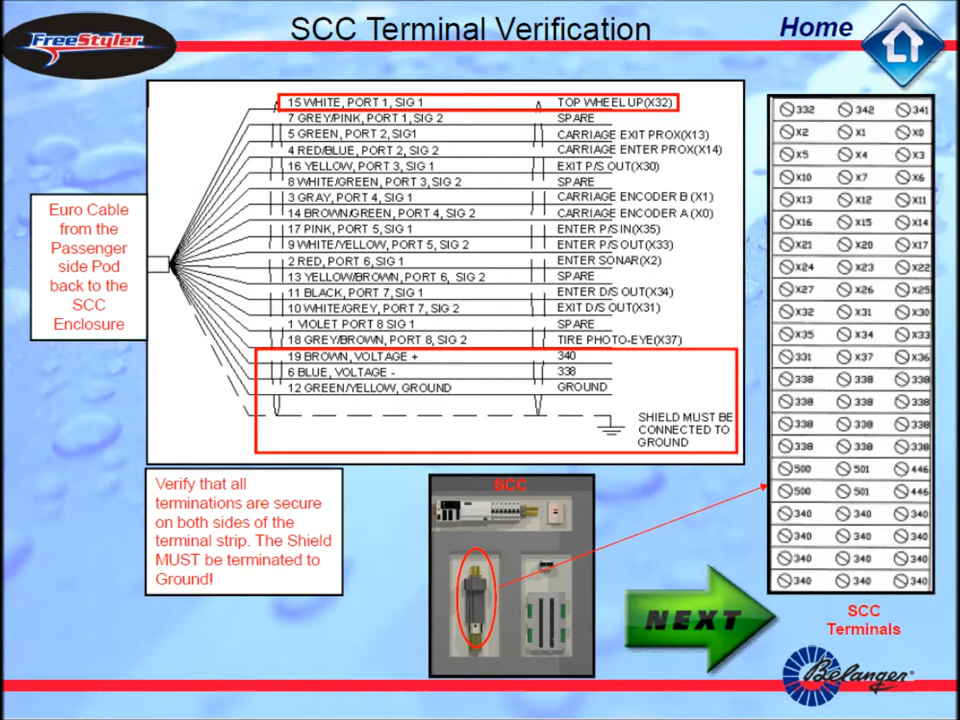 SCC Terminal Verification
Home
FreeStyler
15 WHITE, PORT 1, SIG 1 TOP WHEEL UP(X32)
7 GREY/PINK, PORT 1, SIG 2 SPARE
5 GREEN, PORT 2, SIG1 CARRIAGE EXIT PROX(X13)
4 RED/BLUE, PORT 2, SIG 2 CARRIAGE ENTER PROX(X14)
16 YELLOW, PORT 3, SIG 1 EXIT P/S OUT(X30)
8 WHITE/GREEN, PORT 3, SIG 2 SPARE
3 GRAY, PORT 4, SIG 1 CARRIAGE ENCODER B (X1)
14 BROWN/GREEN, PORT 4, SIG 2 CARRIAGE ENCODER A (X0)
17 PINK, PORT 5, SIG 1 ENTER P/S IN(X35)
9 WHITE/YELLOW, PORT 5, SIG 2 ENTER P/S OUT(X33)
2 RED, PORT 6, SIG 1 ENTER SONAR(X2)
13 YELLOW/BROWN, PORT 6, SIG 2 SPARE
11 BLACK, PORT 7, SIG 1 ENTER D/S OUT(X34)
10 WHITE/GREY, PORT 7, SIG 2 EXIT D/S OUT(X31)
1 VIOLET PORT 8 SIG 1 SPARE
18 GREY/BROWN, PORT 8, SIG 2 TIRE PHOTO-EYE(X37)
19 BROWN, VOLTAGE + 340
6 BLUE, VOLTAGE - 338
12 GREEN/YELLOW, GROUND GROUND
SHIELD MUST BE
CONNECTED TO
GROUND
Euro Cable
from the
Passenger
side Pod
back to the
SCC
Enclosure
332 342 341
X2 X1 X0
X5 X4 X3
X10 X7 X6
X13 X12 X11
X16 X15 X14
X21 X20 X17
X24 X23 X22
X27 X26 X25
X32 X31 X30
X35 X34 X33
331 X37 X36
338 338 338
338 338 338
338 338 338
338 338 338
500 501 446
500 501 446
340 340 340
340 340 340
340 340 340
340 340 340
SCC
Terminals
Verify that all
terminations are secure
on both sides of the
terminal strip. The Shield
MUST be terminated to
Ground!
SCC
NEXT
Belanger